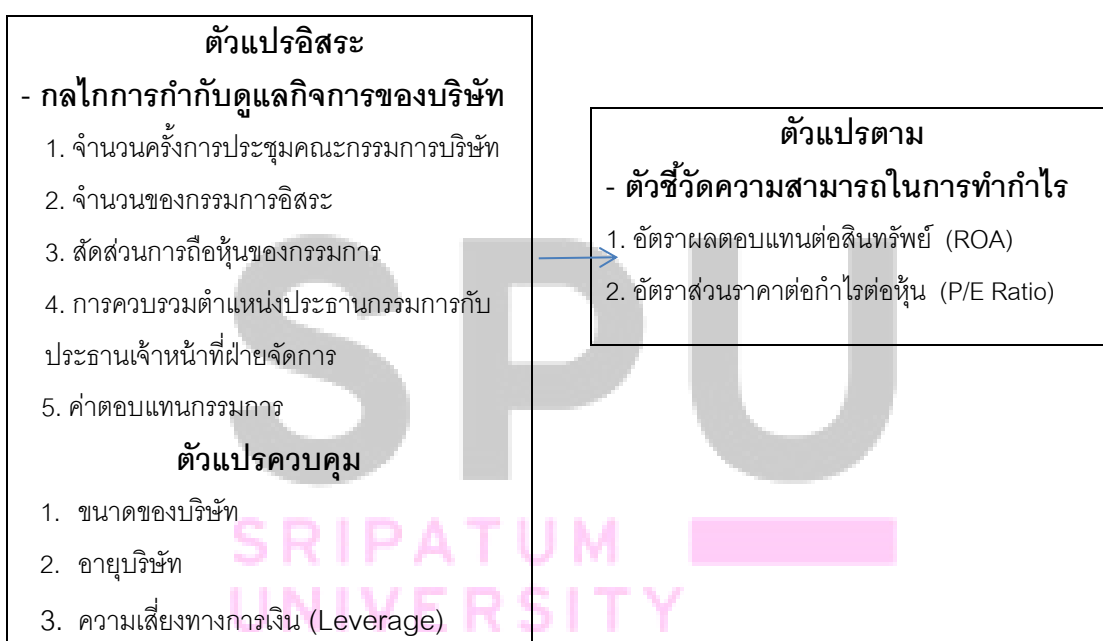 ตัวแปรอิสระ
- กลไกการกำกับดูแลกิจการของบริษัท
1. จำนวนครั้งการประชุมคณะกรรมการบริษัท
2. จำนวนของกรรมการอิสระ
3. สัดส่วนการถือหุ้นของกรรมการ
4. การควบรวมตำแหน่งประธานกรรมการกับ
ประธานเจ้าหน้าที่ฝ่ายจัดการ
5. ค่าตอบแทนกรรมการ
ตัวแปรควบคุม
1. ขนาดของบริษัท
2. อายุบริษัท
3. ความเสี่ยงทางการเงิน (Leverage)
ตัวแปรตาม
- ตัวชี้วัดความสามารถในการทำกำไร
1. อัตราผลตอบแทนต่อสินทรัพย์ (ROA)
2. อัตราส่วนราคาต่อกำไรต่อหุ้น (P/E Ratio)
SPU
SRIPATUM
UNIVERSITY